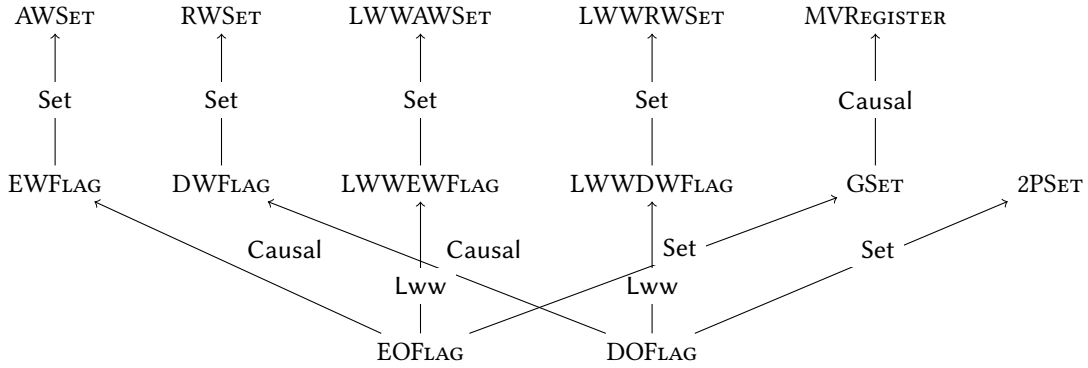 AWSET RWSET LWWAWSET LWWRWSET MVREGISTER
Set Set Set Set Causal
EWFLAG DWFLAG LWWEWFLAG LWWDWFLAG GSET 2PSET
Causal Causal Set Set
Lww Lww
EOFLAG DOFLAG